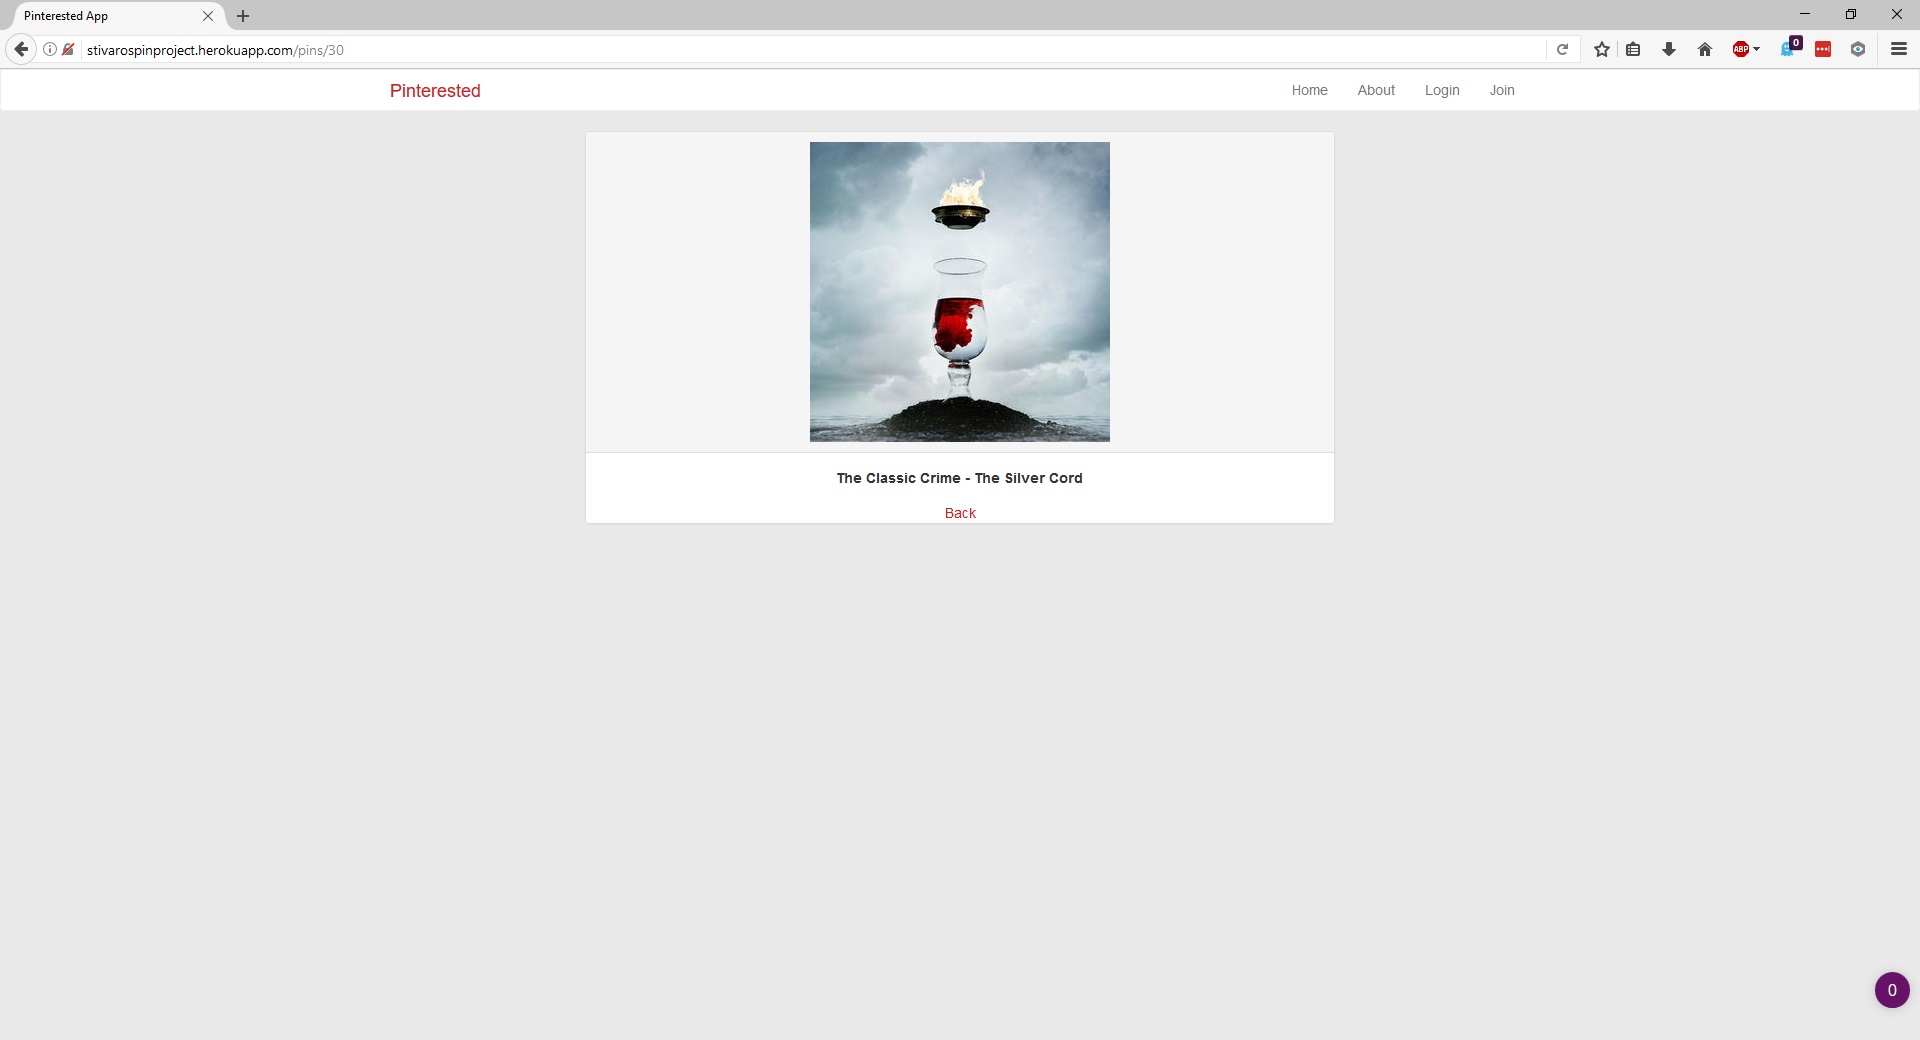 Pinterested App
stivarospinproject.herokuapp.com/pins/30
ABP
0
Pinterested
Home About Login Join
The Classic Crime - The Silver Cord
Back
0